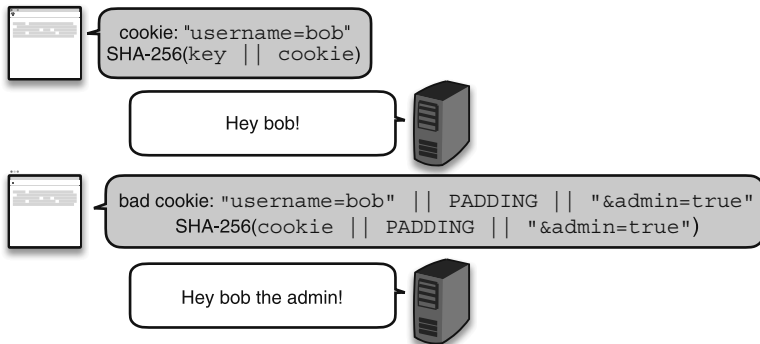 cookie: "username=bob"
SHA-256(key || cookie)
Hey bob!
bad cookie: "username=bob" || PADDING || "&admin=true"
SHA-256(cookie || PADDING || "&admin=true")
Hey bob the admin!